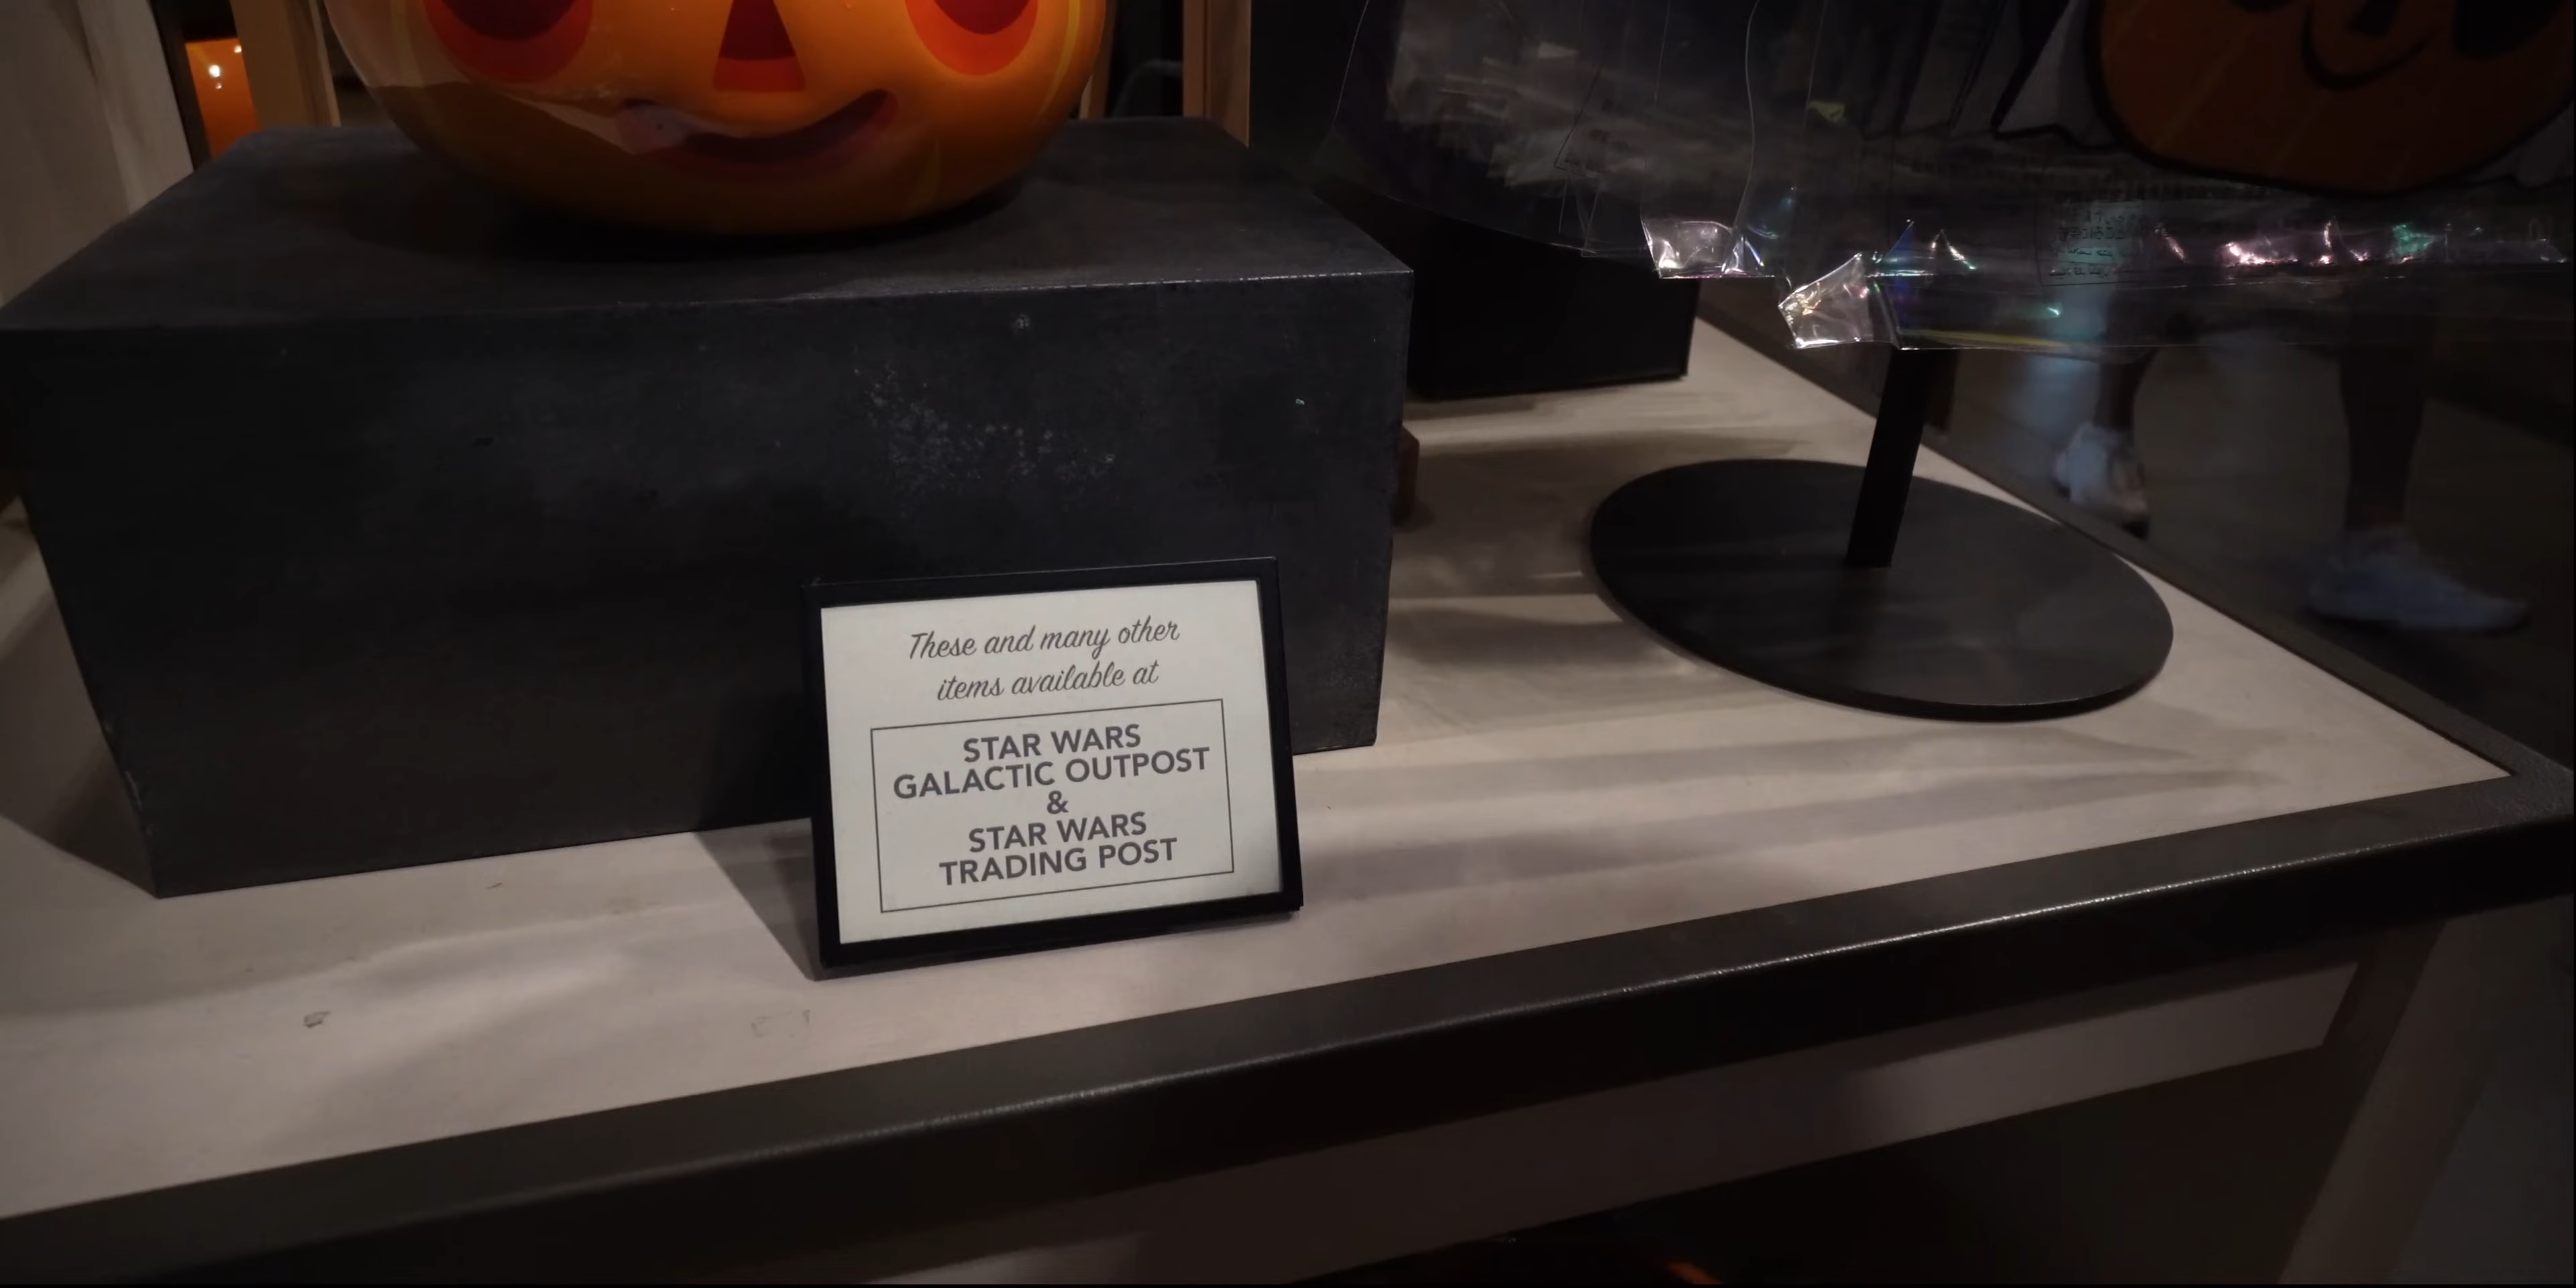 These and many other
items available at
STAR WARS
GALACTIC OUTPOST
&
STAR WARS
TRADING POST